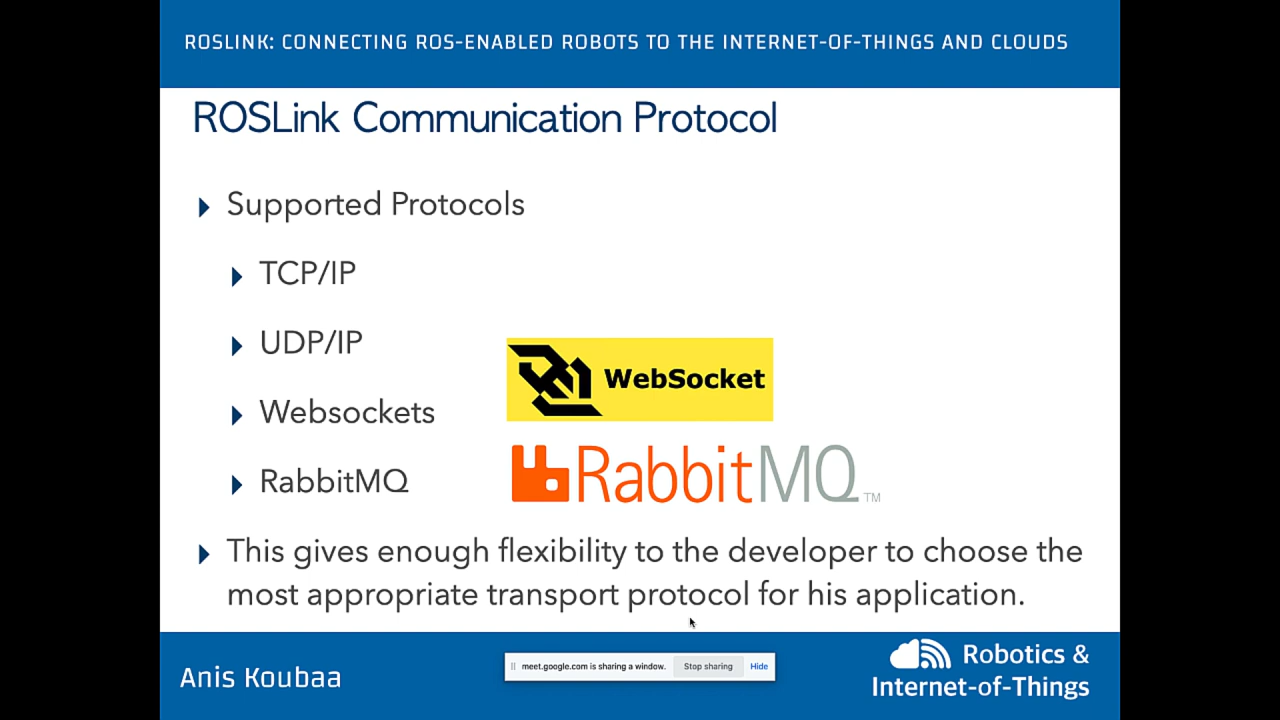 ROSLINK: CONNECTING ROS-ENABLED ROBOTS TO THE INTERNET-OF-THINGS AND CLOUDS
ROSLink Communication Protocol
Supported Protocols
TCP/IP
UDP/IP
Websockets
RabbitMQ
WebSocket
RabbitMQ™
This gives enough flexibility to the developer to choose the
most appropriate transport protocol for his application.
Anis Koubaa
meet.google.com is sharing a window.
Stop sharing
Hide
Robotics &
Internet-of-Things